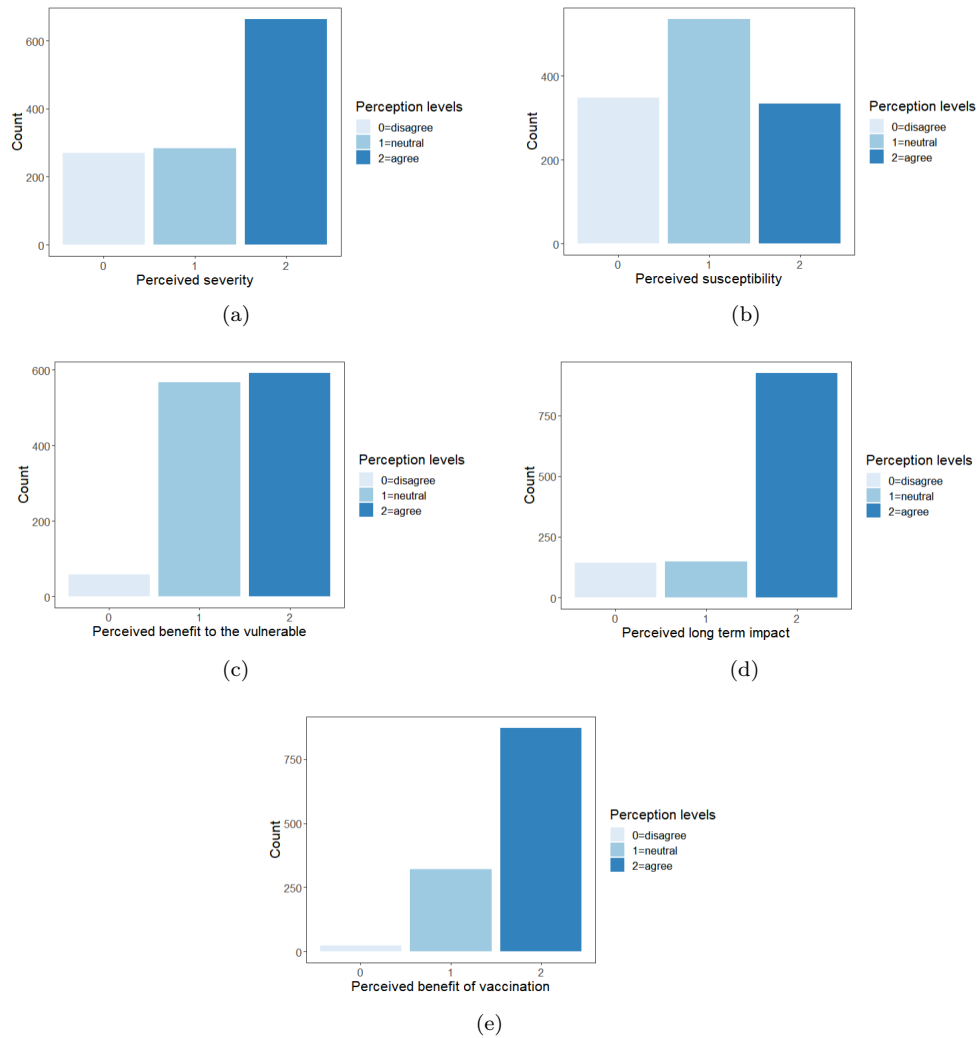 600
400
200
0
Count
0 1 2
Perceived severity
Perception levels
0=disagree
1=neutral
2=agree
(a)
400
200
0
Count
0 1 2
Perceived susceptibility
Perception levels
0=disagree
1=neutral
2=agree
(b)
600
400
200
0
Count
0 1 2
Perceived benefit to the vulnerable
Perception levels
0=disagree
1=neutral
2=agree
(c)
750
500
250
0
Count
0 1 2
Perceived long term impact
Perception levels
0=disagree
1=neutral
2=agree
(d)
750
500
250
0
Count
0 1 2
Perceived benefit of vaccination
Perception levels
0=disagree
1=neutral
2=agree
(e)